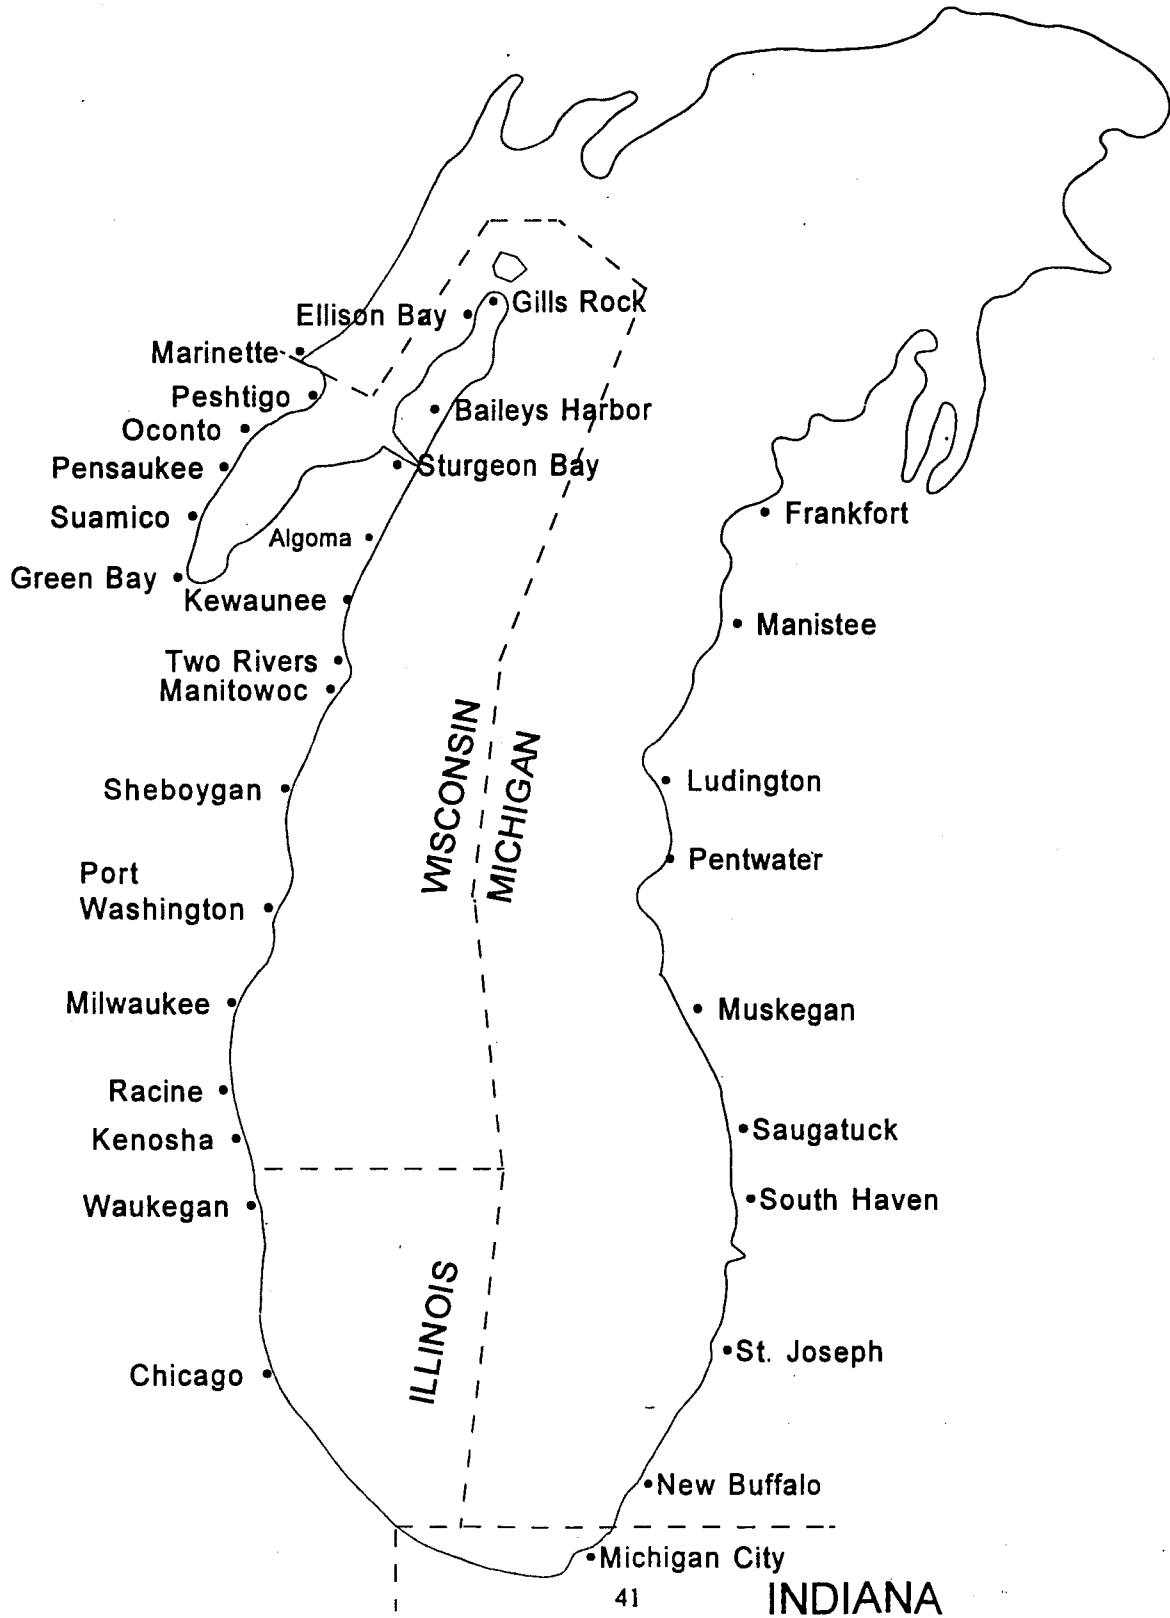 Gills Rock
Ellison Bay
Marinette
Peshtigo
Baileys Harbor
Oconto
Pensaukee
Sturgeon Bay
Suamico
Frankfort
Algoma
Green Bay
Kewaunee
Manistee
Two Rivers
Manitowoc
WISCONSIN
MICHIGAN
Ludington
Sheboygan
Pentwater
Port
Washington
Milwaukee
Muskegan
Racine
Saugatuck
Kenosha
South Haven
Waukegan
ILLINOIS
St. Joseph
Chicago
New Buffalo
Michigan City
41
INDIANA